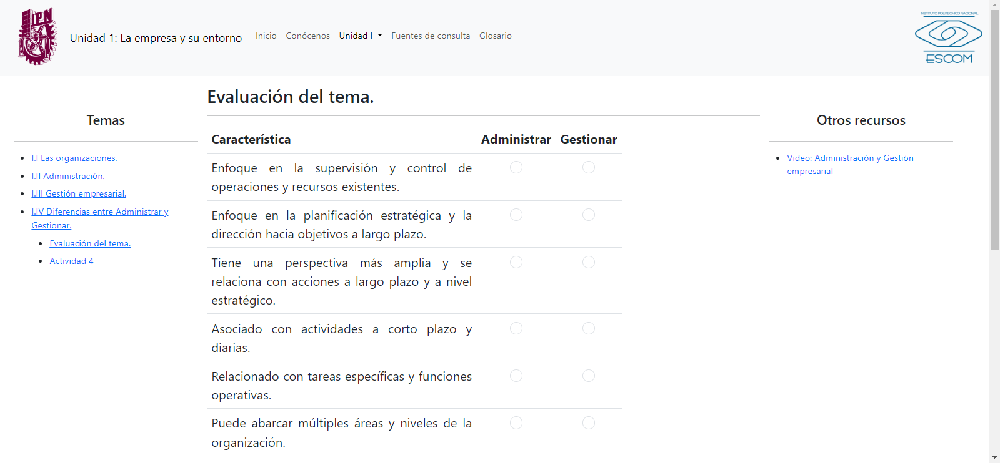 IPN
Unidad 1: La empresa y su entorno
Inicio
Conócenos
Unidad I
Fuentes de consulta
Glosario
INSTITUTO POLITÉCNICO NACIONAL
ESCOM
Temas
I.I Las organizaciones.
I.II Administración.
I.III Gestión empresarial.
I.IV Diferencias entre Administrar y
Gestionar.
Evaluación del tema.
Actividad 4
Evaluación del tema.
Característica Administrar Gestionar
Enfoque en la supervisión y control de
operaciones y recursos existentes.
Enfoque en la planificación estratégica y la
dirección hacia objetivos a largo plazo.
Tiene una perspectiva más amplia y se
relaciona con acciones a largo plazo y a nivel
estratégico.
Asociado con actividades a corto plazo y
diarias.
Relacionado con tareas específicas y funciones
operativas.
Puede abarcar múltiples áreas y niveles de la
organización.
Otros recursos
Video: Administración y Gestión
empresarial